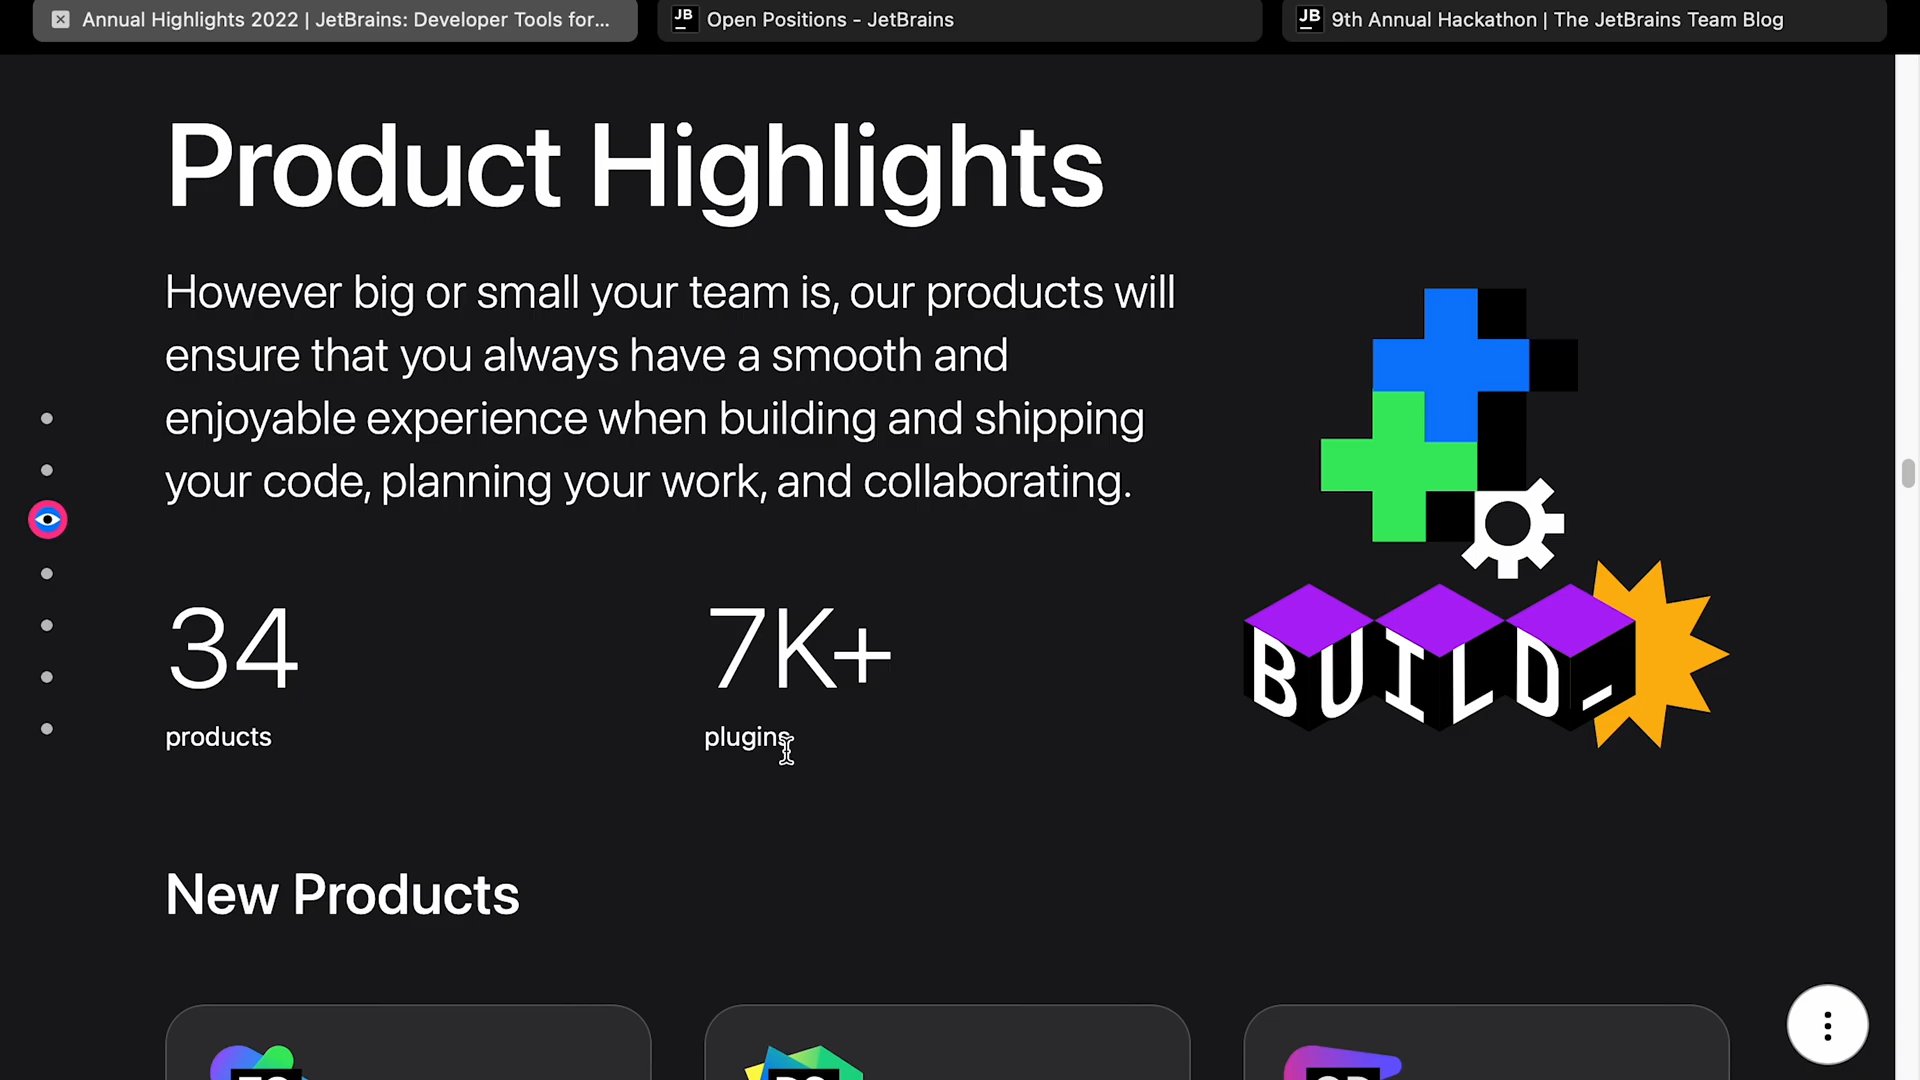 Annual Highlights 2022 | JetBrains: Developer Tools for...
JB Open Positions - JetBrains
JB 9th Annual Hackathon | The JetBrains Team Blog
Product Highlights
However big or small your team is, our products will
ensure that you always have a smooth and
enjoyable experience when building and shipping
your code, planning your work, and collaborating.
34
products
7K+
plugins
BUILD_
New Products